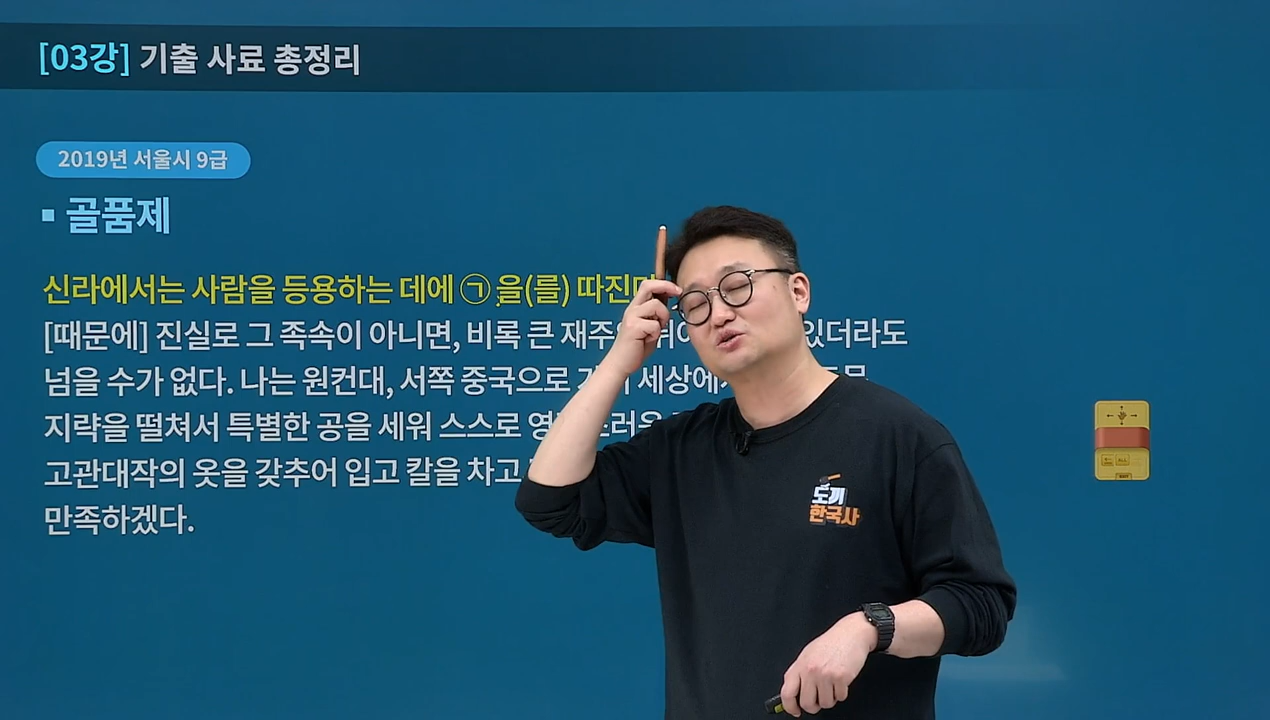 [03강] 기출 사료 총정리
2019년 서울시 9급
▪ 골품제
신라에서는 사람을 등용하는 데에 ㉠ 을(를) 따진다
[때문에] 진실로 그 족속이 아니면, 비록 큰 재주 있더라도
넘을 수가 없다. 나는 원컨대, 서쪽 중국으로 세상에
지략을 떨쳐서 특별한 공을 세워 스스로
고관대작의 옷을 갖추어 입고 칼을 차고
만족하겠다.
도끼
한국사